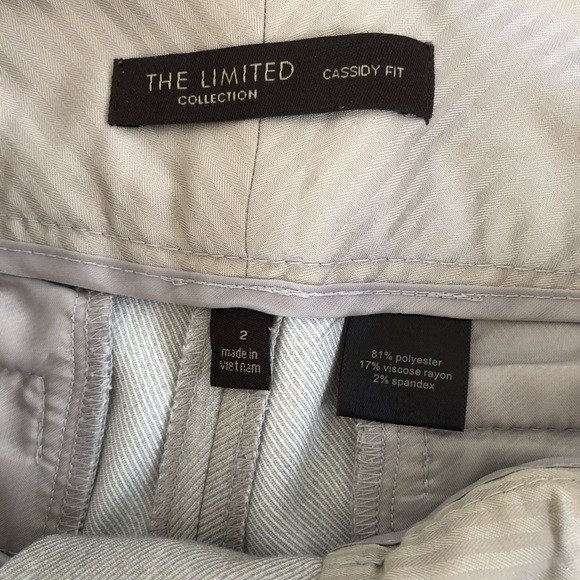 THE LIMITED
COLLECTION
CASSIDY FIT
2
made in
vietnam
81% polyester
17% viscose rayon
2% spandex